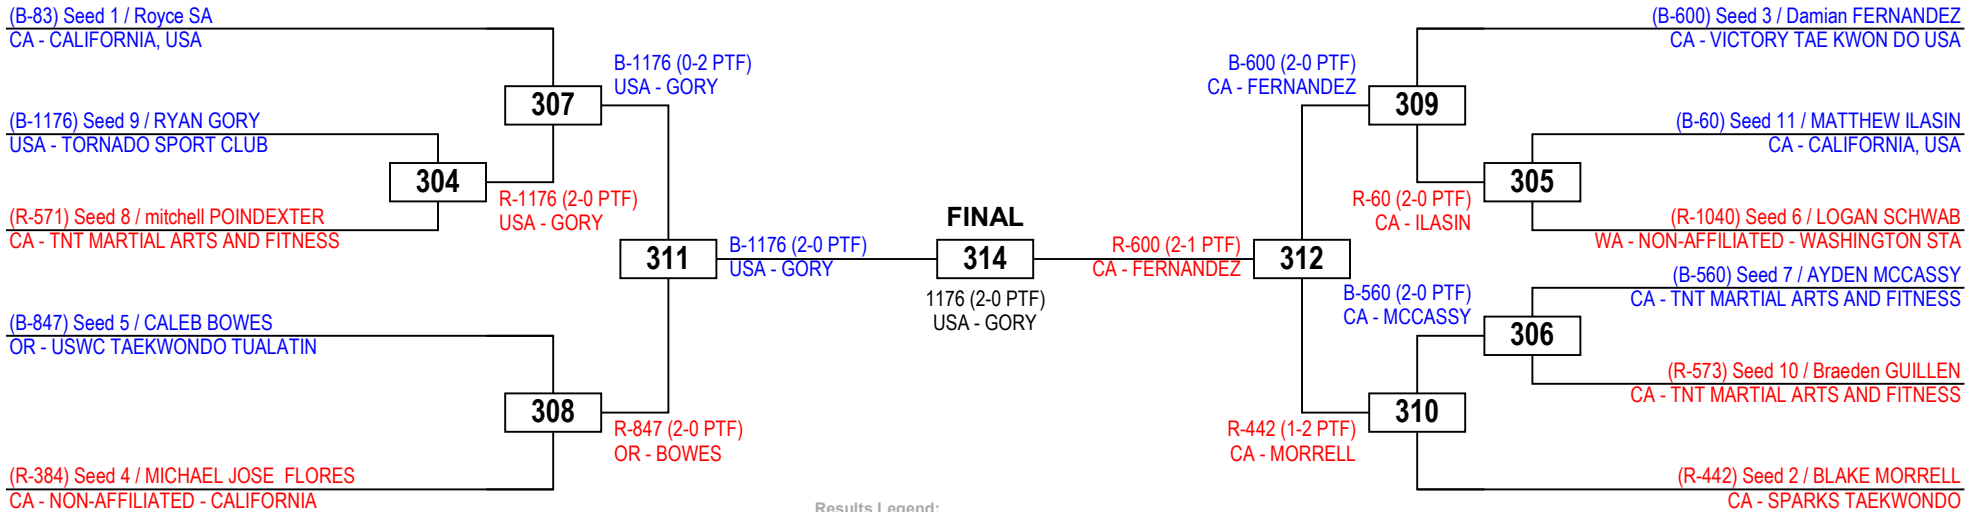 (B-83) Seed 1 / Royce SA
CA - CALIFORNIA, USA
(B-1176) Seed 9 / RYAN GORY
USA - TORNADO SPORT CLUB
(R-571) Seed 8 / mitchell POINDEXTER
CA - TNT MARTIAL ARTS AND FITNESS
(B-847) Seed 5 / CALEB BOWES
OR - USWC TAEKWONDO TUALATIN
(R-384) Seed 4 / MICHAEL JOSE  FLORES
CA - NON-AFFILIATED - CALIFORNIA
304
R-1176 (2-0 PTF)
USA - GORY
307
B-1176 (0-2 PTF)
USA - GORY
308
R-847 (2-0 PTF)
OR - BOWES
311
B-1176 (2-0 PTF)
USA - GORY
FINAL
314
1176 (2-0 PTF)
USA - GORY
R-600 (2-1 PTF)
CA - FERNANDEZ
312
B-600 (2-0 PTF)
CA - FERNANDEZ
309
R-60 (2-0 PTF)
CA - ILASIN
305
B-560 (2-0 PTF)
CA - MCCASSY
306
R-442 (1-2 PTF)
CA - MORRELL
310
(B-600) Seed 3 / Damian FERNANDEZ
CA - VICTORY TAE KWON DO USA
(B-60) Seed 11 / MATTHEW ILASIN
CA - CALIFORNIA, USA
(R-1040) Seed 6 / LOGAN SCHWAB
WA - NON-AFFILIATED - WASHINGTON STA
(B-560) Seed 7 / AYDEN MCCASSY
CA - TNT MARTIAL ARTS AND FITNESS
(R-573) Seed 10 / Braeden GUILLEN
CA - TNT MARTIAL ARTS AND FITNESS
(R-442) Seed 2 / BLAKE MORRELL
CA - SPARKS TAEKWONDO
Results Legend: